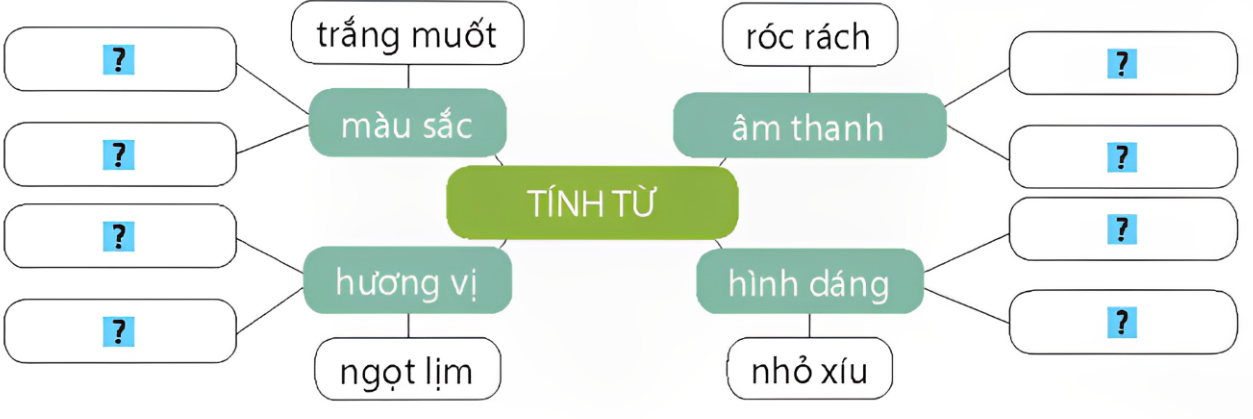 trắng muốt
róc rách
?
?
màu sắc
âm thanh
?
?
TÍNH TỪ
?
?
hương vị
hình dáng
?
?
ngọt lịm
nhỏ xíu